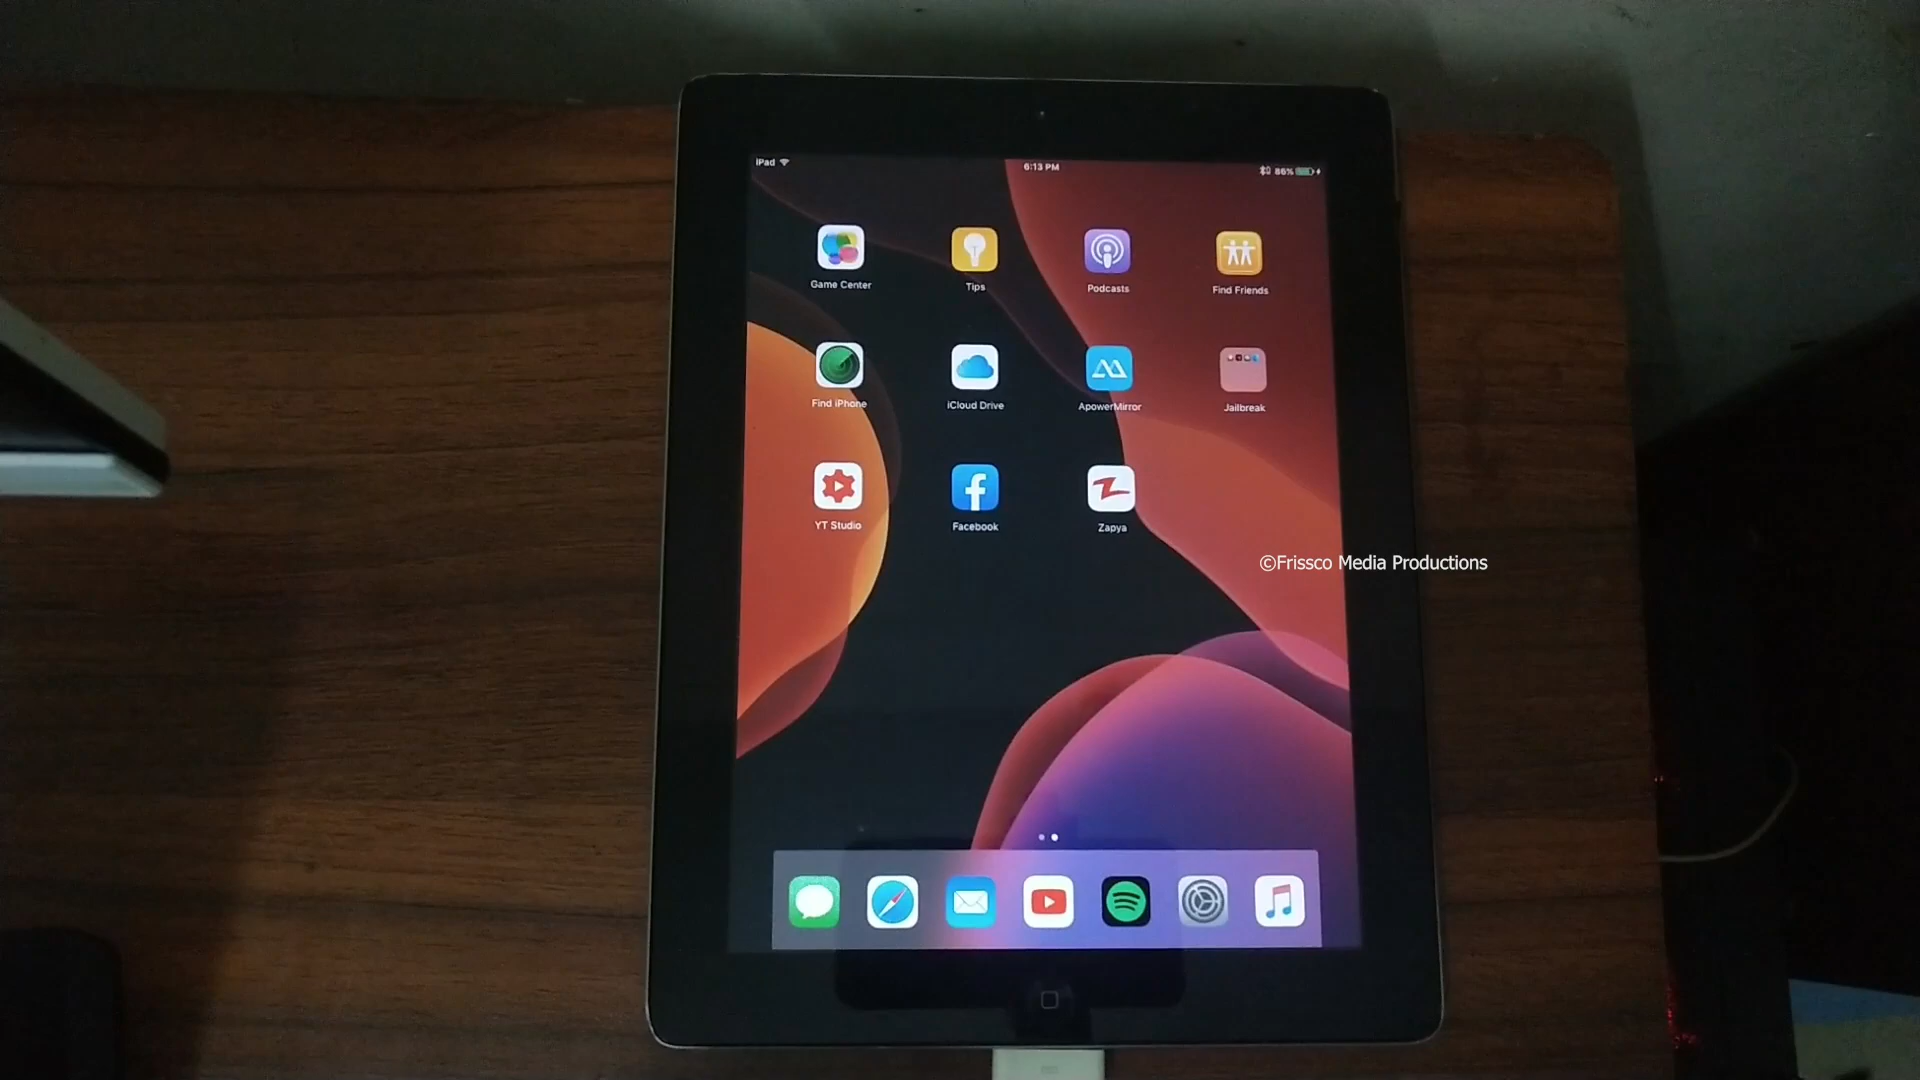 iPad
6:13 PM
86%
Game Center
Tips
Podcasts
Find Friends
Find iPhone
iCloud Drive
ApowerMirror
Jailbreak
YT Studio
Facebook
Zapya
©Frissco Media Productions